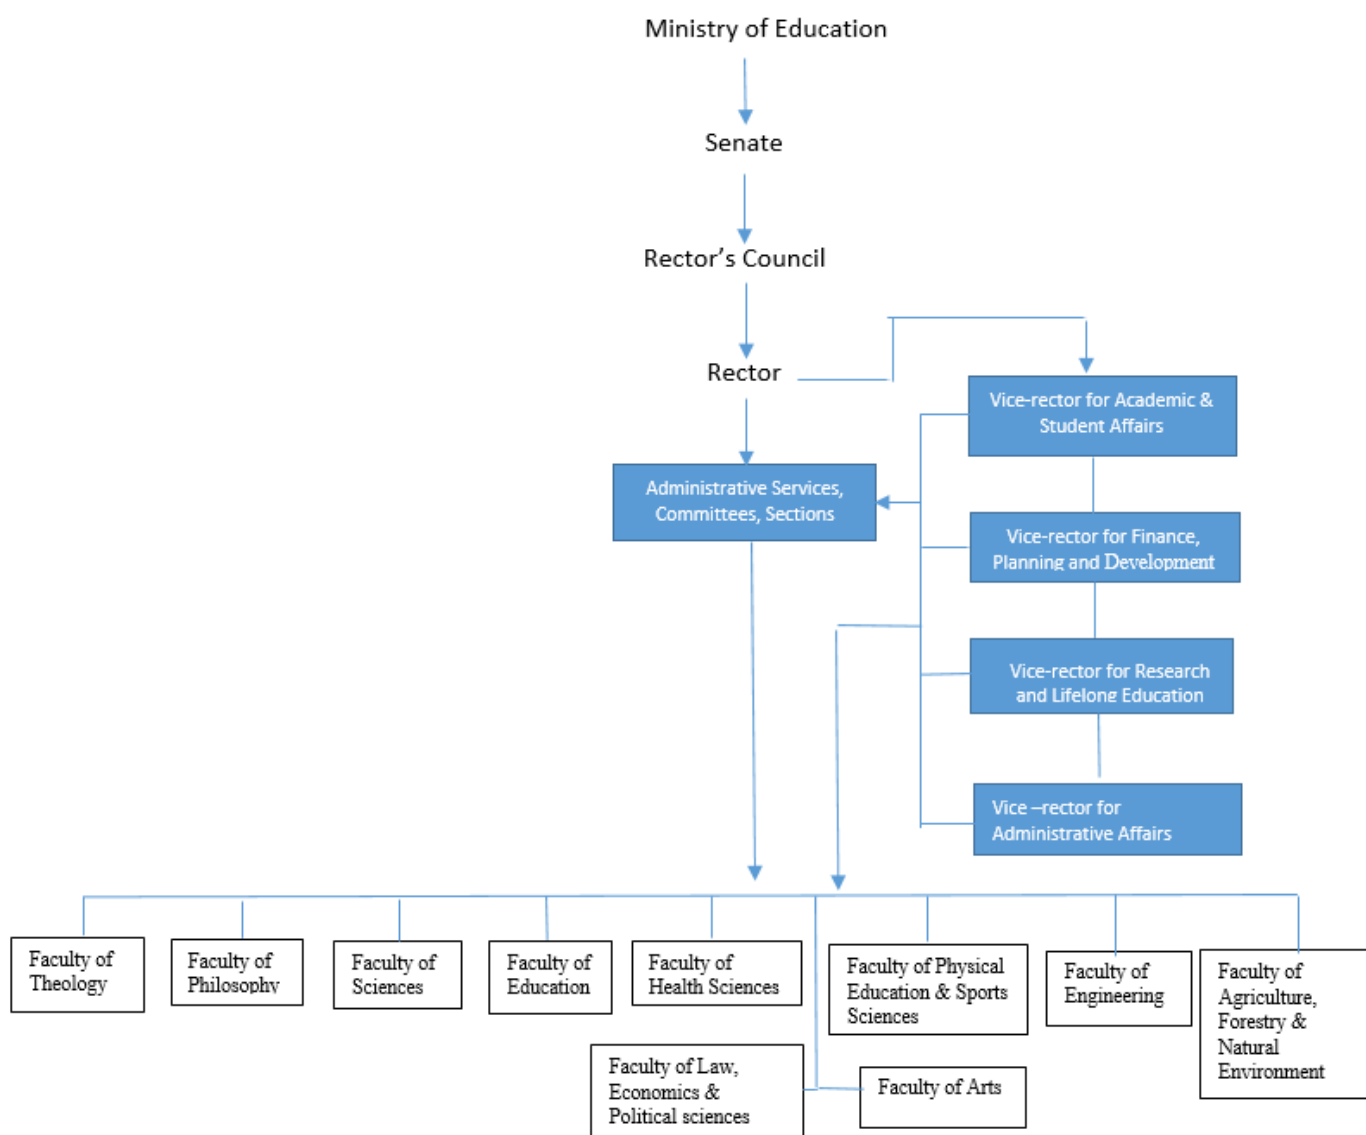 Ministry of Education
Senate
Rector’s Council
Rector
Vice-rector for Academic &
Student Affairs
Administrative Services,
Committees, Sections
Vice-rector for Finance,
Planning and Development
Vice-rector for Research
and Lifelong Education
Vice –rector for
Administrative Affairs
Faculty of
Theology
Faculty of
Philosophy
Faculty of
Sciences
Faculty of
Education
Faculty of
Health Sciences
Faculty of Physical
Education & Sports
Sciences
Faculty of
Engineering
Faculty of
Agriculture,
Forestry &
Natural
Environment
Faculty of Law,
Economics &
Political sciences
Faculty of Arts